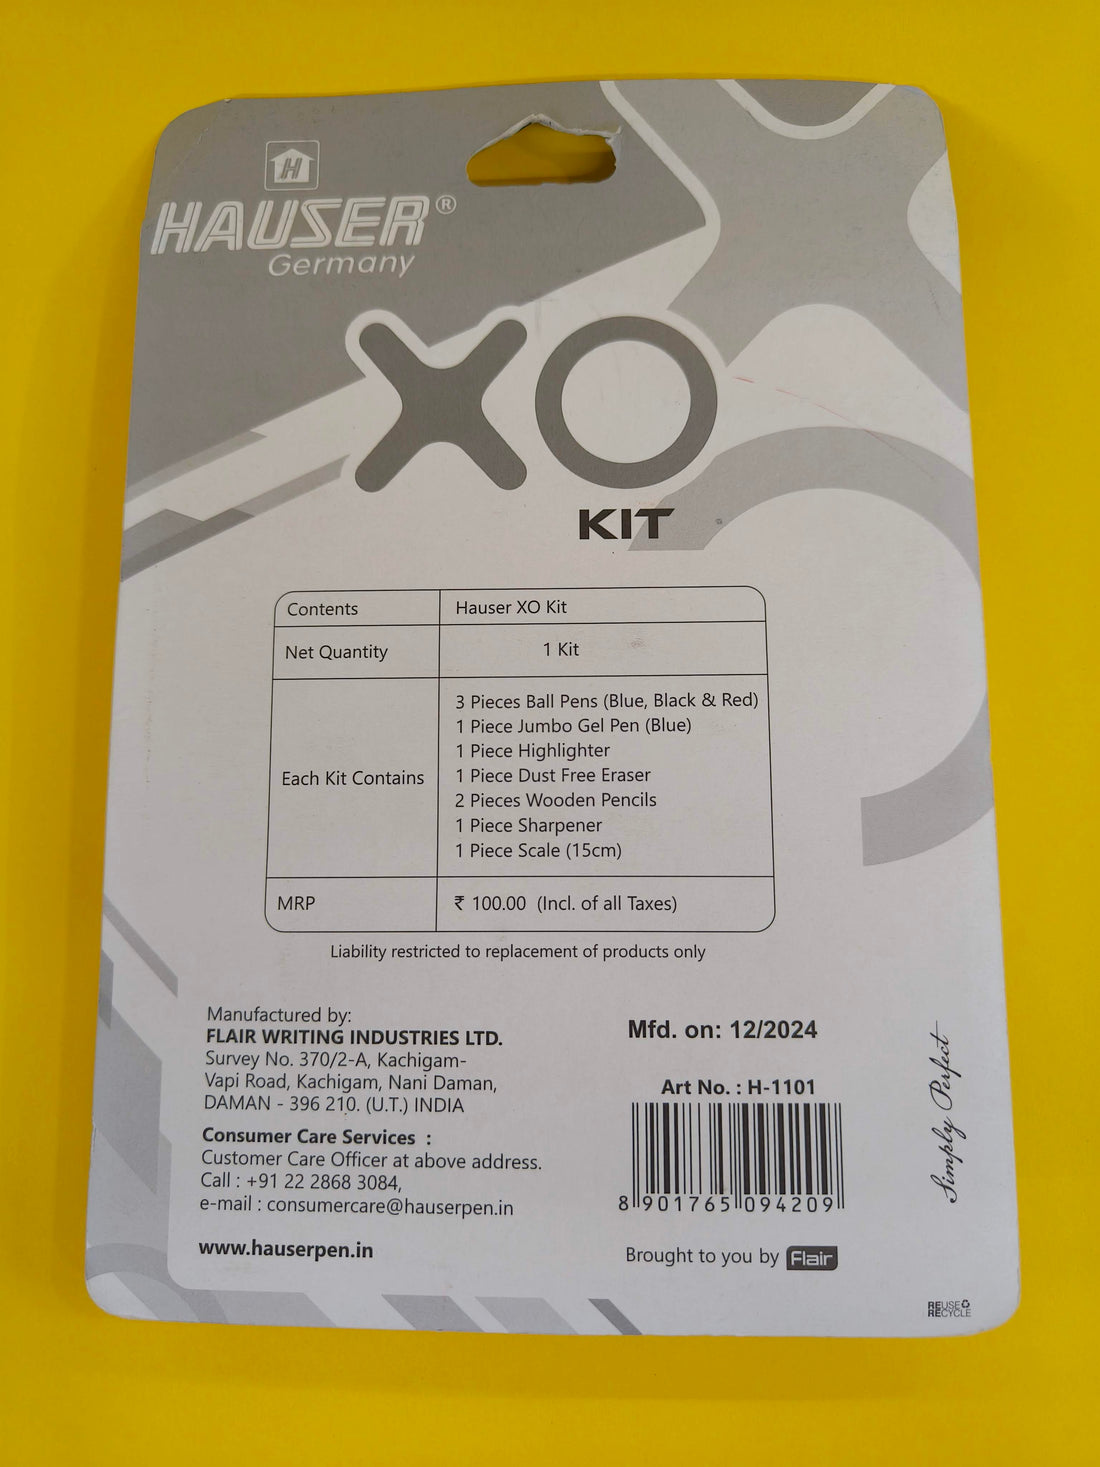 H
HAUSER®
Germany
XO
KIT
Contents
Hauser XO Kit
Net Quantity
1 Kit
Each Kit Contains
3 Pieces Ball Pens (Blue, Black & Red)
1 Piece Jumbo Gel Pen (Blue)
1 Piece Highlighter
1 Piece Dust Free Eraser
2 Pieces Wooden Pencils
1 Piece Sharpener
1 Piece Scale (15cm)
MRP
₹ 100.00 (Incl. of all Taxes)
Liability restricted to replacement of products only
Manufactured by:
FLAIR WRITING INDUSTRIES LTD.
Survey No. 370/2-A, Kachigam-
Vapi Road, Kachigam, Nani Daman,
DAMAN - 396 210. (U.T.) INDIA
Consumer Care Services :
Customer Care Officer at above address.
Call : +91 22 2868 3084,
e-mail : consumercare@hauserpen.in
www.hauserpen.in
Mfd. on: 12/2024
Art No. : H-1101
8 901765 094209
Brought to you by Flair
Simply Perfect
REUSE
RECYCLE